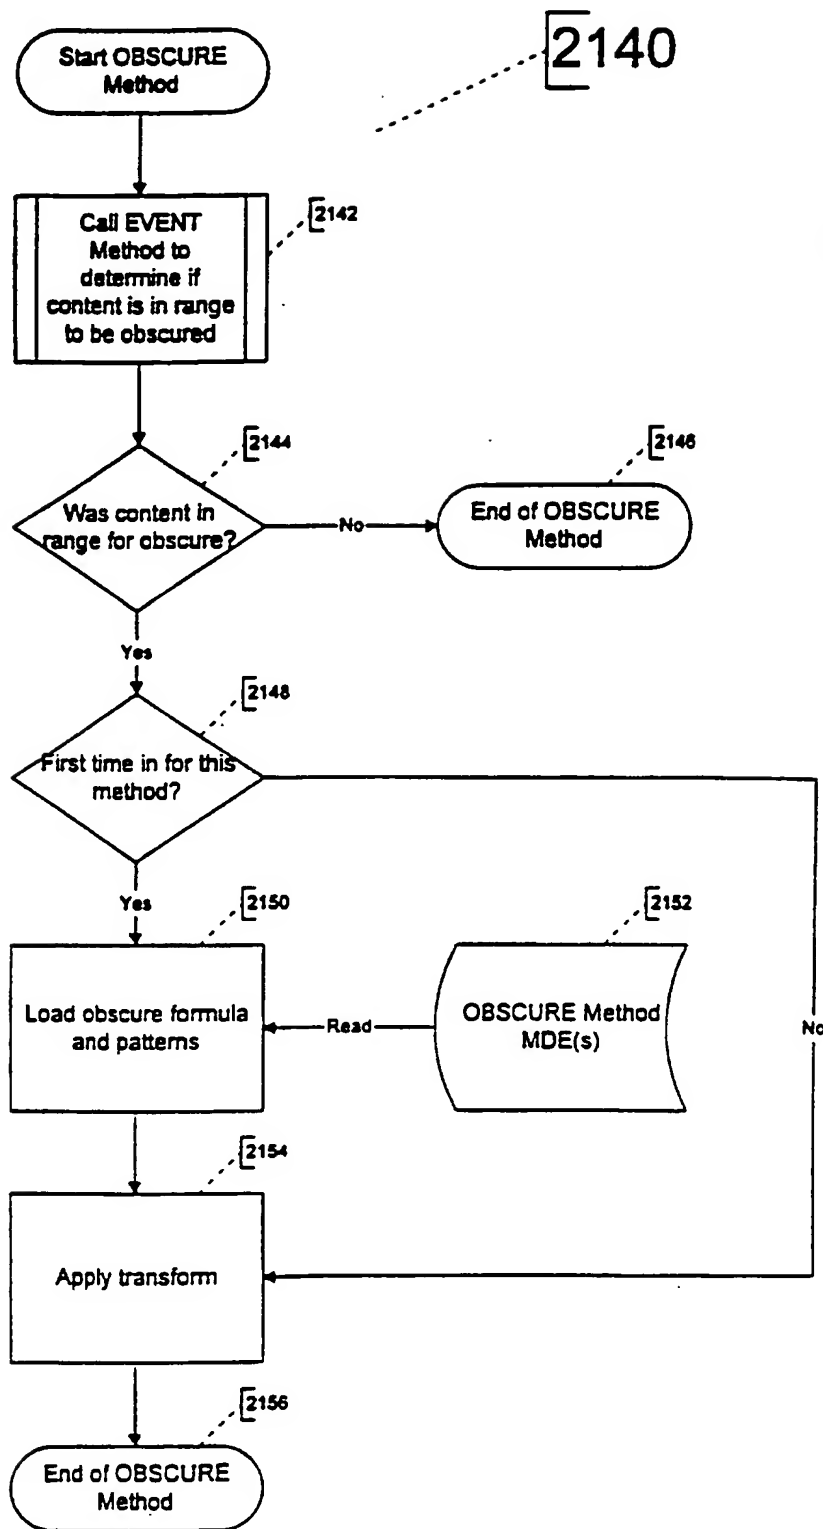 Start OBSCURE
Method
2140
Call EVENT
Method to
determine if
content is in range
to be obscured
2142
2144
Was content in
range for obscure?
No
2146
End of OBSCURE
Method
Yes
2148
First time in for this
method?
Yes
No
2150
Load obscure formula
and patterns
Read
2152
OBSCURE Method
MDE(s)
2154
Apply transform
2156
End of OBSCURE
Method